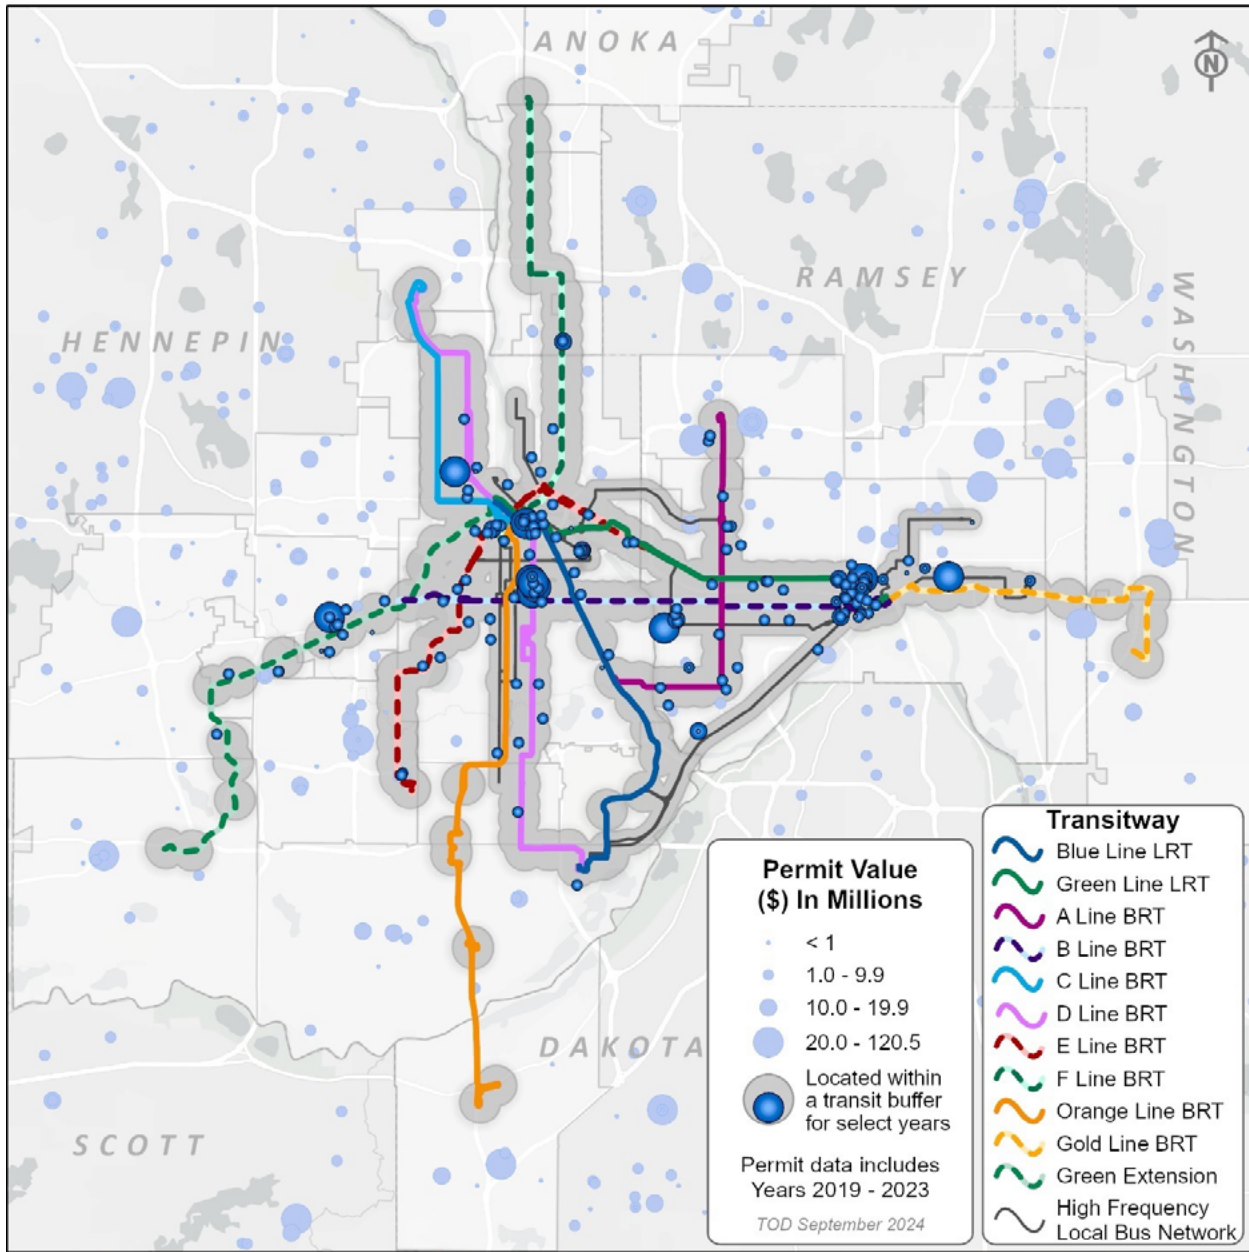 ANOKA
N
RAMSEY
HENNEPIN
WASHINGTON
DAKOTA
SCOTT
Permit Value
($) In Millions
< 1
1.0 - 9.9
10.0 - 19.9
20.0 - 120.5
Located within
a transit buffer
for select years
Permit data includes
Years 2019 - 2023
TOD September 2024
Transitway
Blue Line LRT
Green Line LRT
A Line BRT
B Line BRT
C Line BRT
D Line BRT
E Line BRT
F Line BRT
Orange Line BRT
Gold Line BRT
Green Extension
High Frequency
Local Bus Network